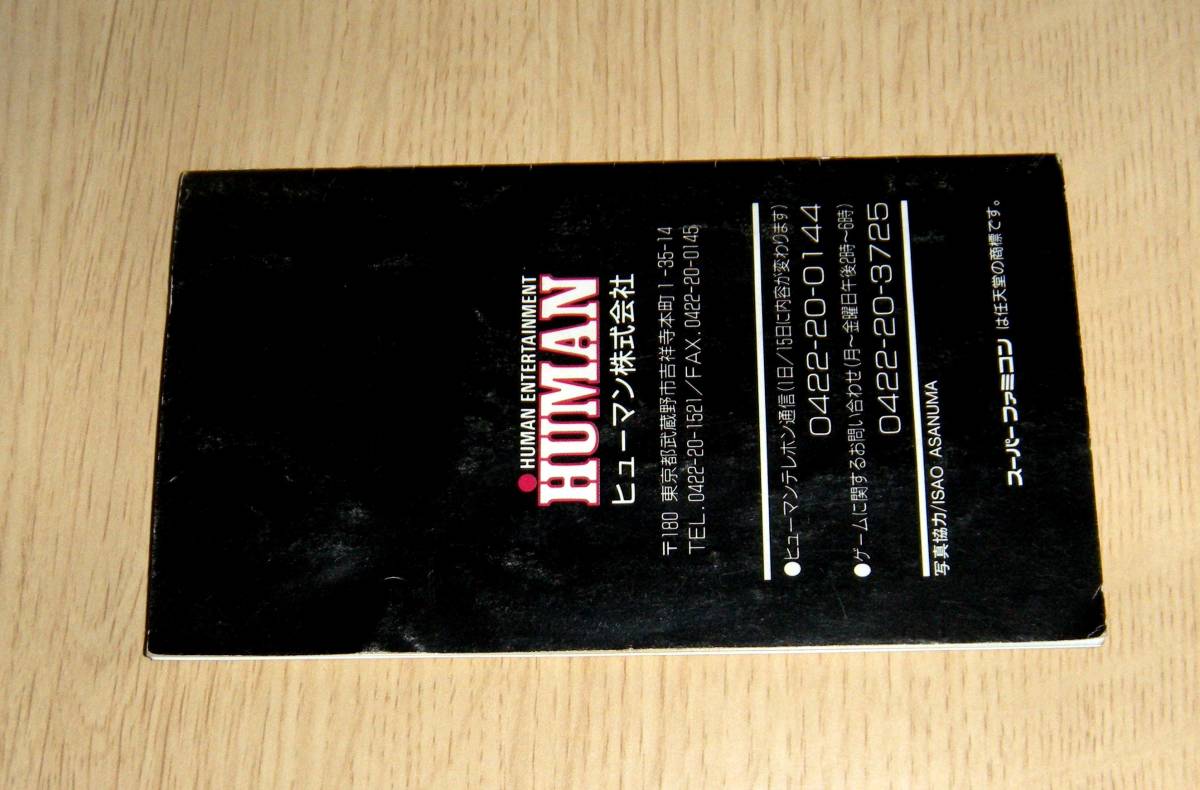 HUMAN ENTERTAINMENT
HUMAN
ヒューマン株式会社
〒180 東京都武蔵野市吉祥寺本町1-35-14
TEL.0422-20-1521/FAX.0422-20-0145
●ヒューマンテレホン通信(1日/15日に内容が変わります)
0422-20-0144
●ゲームに関するお問い合わせ(月〜金曜日午後2時〜6時)
0422-20-3725
写真協力/ISAO ASANUMA
スーパーファミコン は任天堂の商標です。